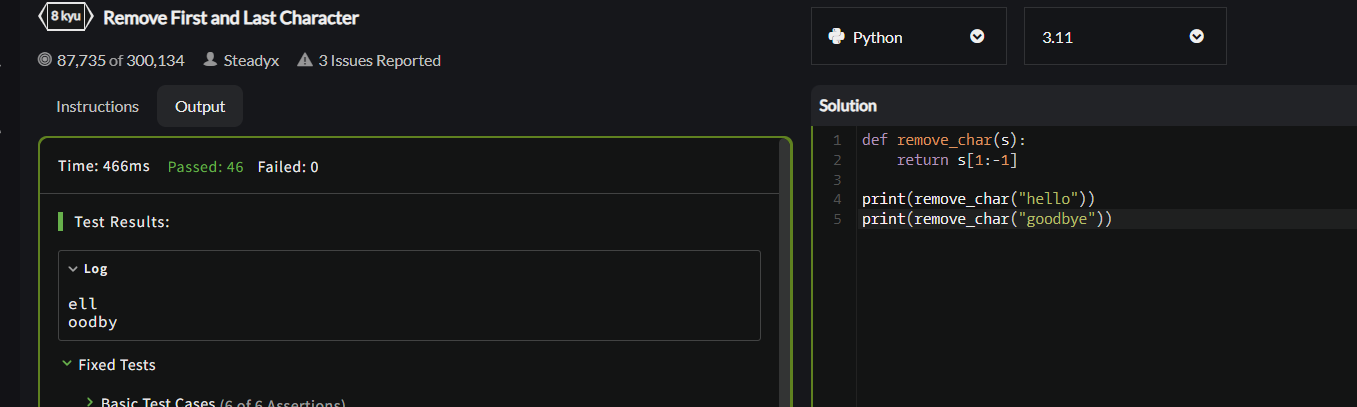 8 kyu Remove First and Last Character
87,735 of 300,134 Steadyx 3 Issues Reported
Instructions Output
Time: 466ms Passed: 46 Failed: 0
Test Results:
Log
ell
oodby
Fixed Tests
Basic Test Cases (6 of 6 Assertions)
Python 3.11
Solution
1 def remove_char(s):
2     return s[1:-1]
3
4 print(remove_char("hello"))
5 print(remove_char("goodbye"))